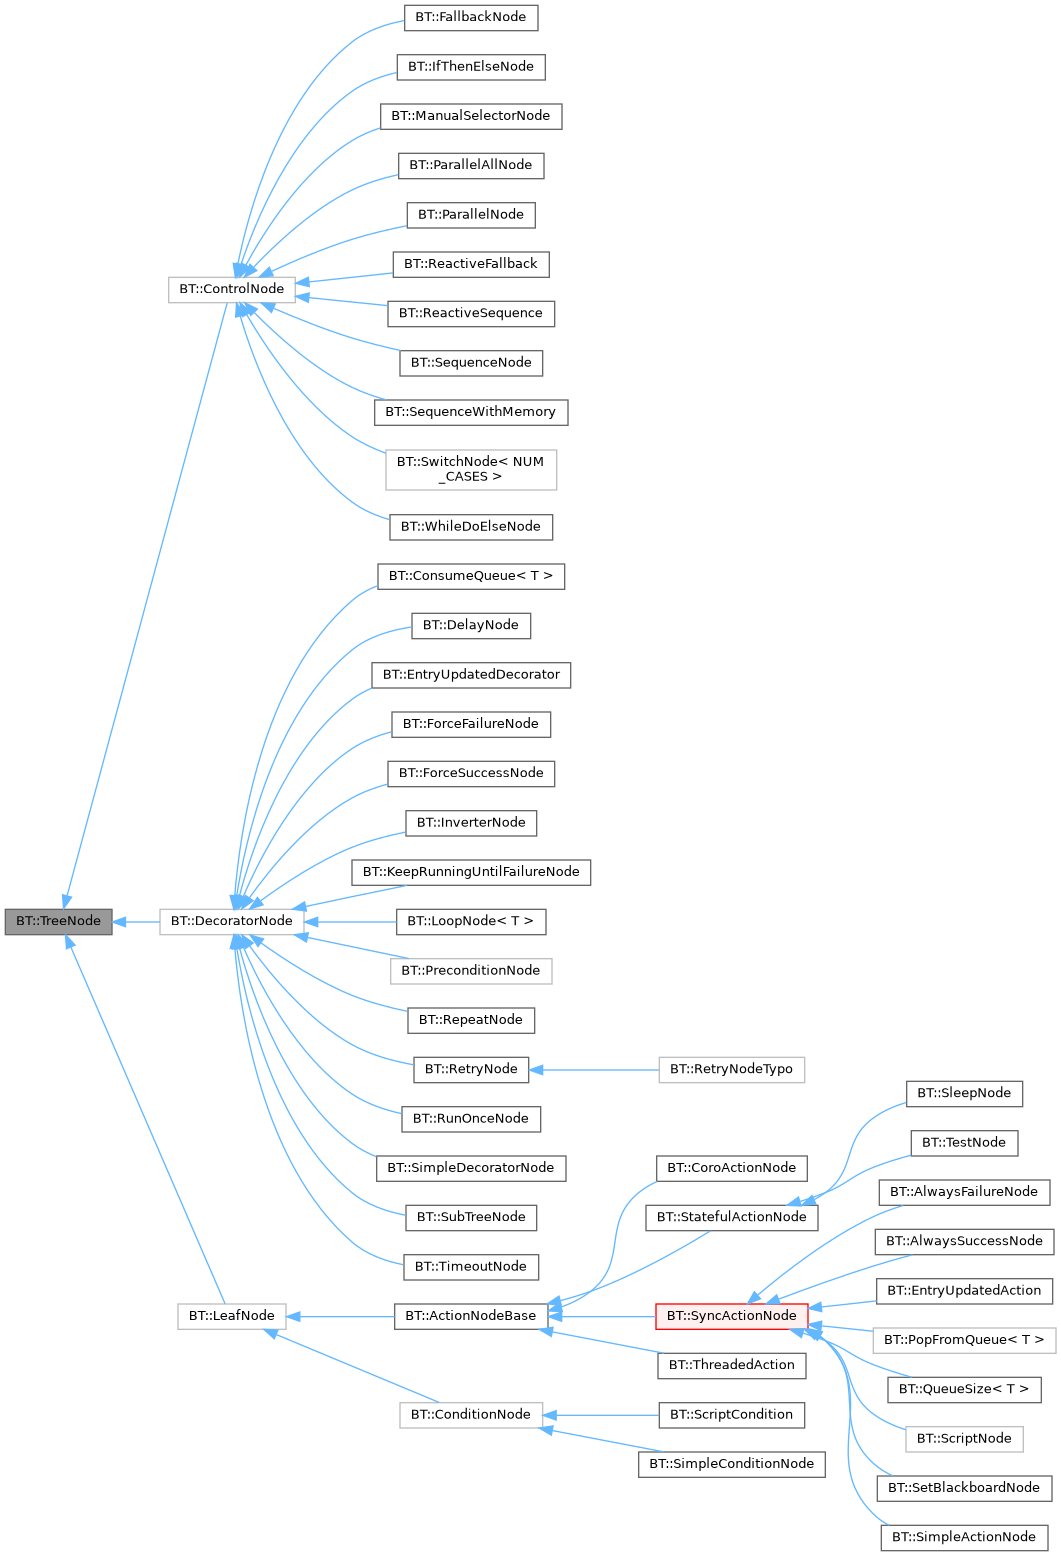 BT::FallbackNode
BT::IfThenElseNode
BT::ManualSelectorNode
BT::ParallelAllNode
BT::ParallelNode
BT::ReactiveFallback
BT::ControlNode
BT::ReactiveSequence
BT::SequenceNode
BT::SequenceWithMemory
BT::SwitchNode< NUM
_CASES >
BT::WhileDoElseNode
BT::ConsumeQueue< T >
BT::DelayNode
BT::EntryUpdatedDecorator
BT::ForceFailureNode
BT::ForceSuccessNode
BT::InverterNode
BT::KeepRunningUntilFailureNode
BT::TreeNode
BT::DecoratorNode
BT::LoopNode< T >
BT::PreconditionNode
BT::RepeatNode
BT::RetryNode
BT::RetryNodeTypo
BT::SleepNode
BT::RunOnceNode
BT::TestNode
BT::SimpleDecoratorNode
BT::CoroActionNode
BT::AlwaysFailureNode
BT::SubTreeNode
BT::StatefulActionNode
BT::AlwaysSuccessNode
BT::TimeoutNode
BT::EntryUpdatedAction
BT::LeafNode
BT::ActionNodeBase
BT::SyncActionNode
BT::PopFromQueue< T >
BT::ThreadedAction
BT::QueueSize< T >
BT::ConditionNode
BT::ScriptCondition
BT::ScriptNode
BT::SimpleConditionNode
BT::SetBlackboardNode
BT::SimpleActionNode